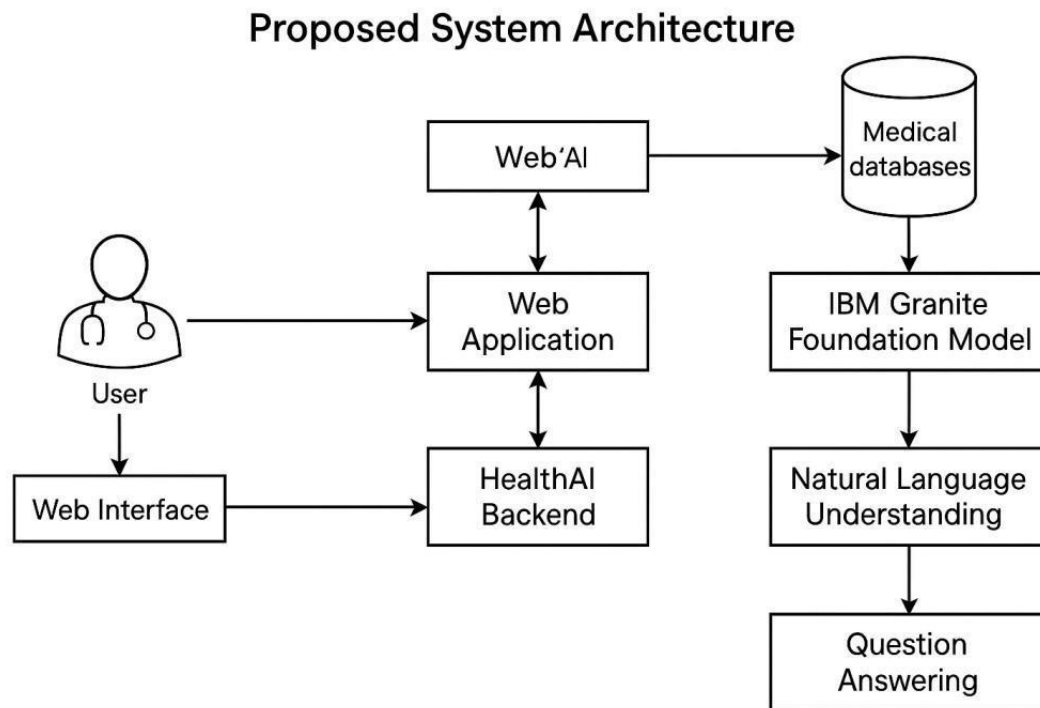 Proposed System Architecture
Web‘AI
Medical
databases
User
Web
Application
IBM Granite
Foundation Model
Web Interface
HealthAI
Backend
Natural Language
Understanding
Question
Answering